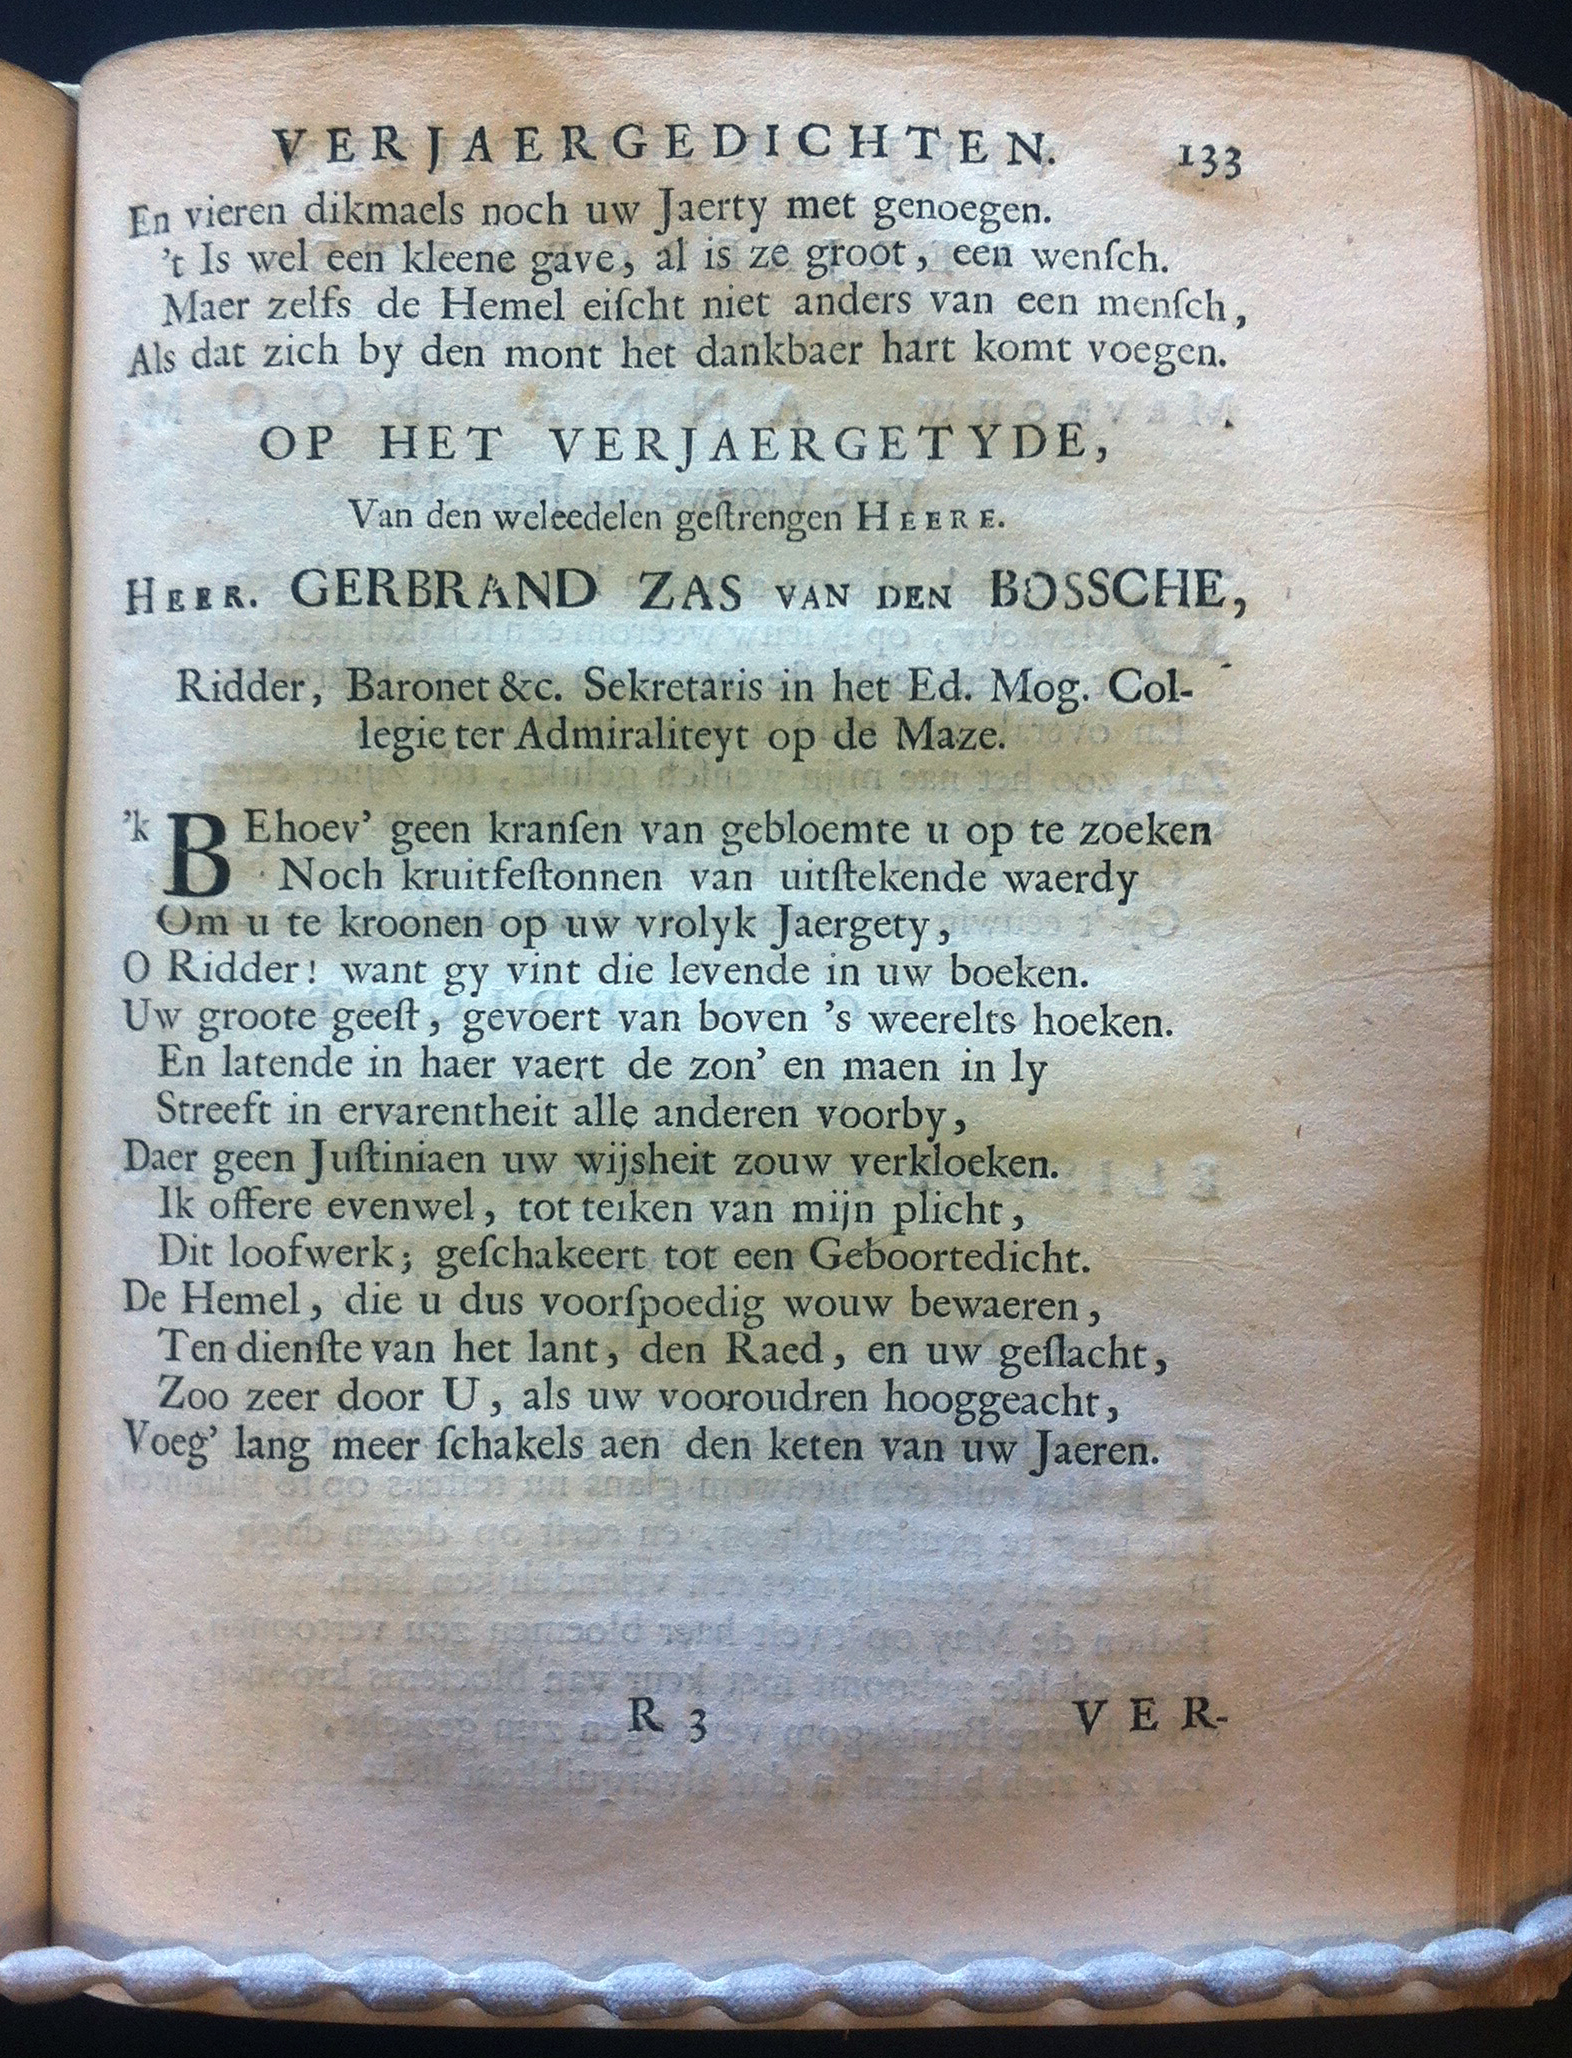 VERJAERGEDICHTEN. 133
En vieren dikmaels noch uw Jaerty met genoegen.
't Is wel een kleene gave, al is ze groot, een wenſch.
Maer zelfs de Hemel eiſcht niet anders van een menſch,
Als dat zich by den mont het dankbaer hart komt voegen.
OP HET VERJAERGETYDE,
Van den weleedelen geſtrengen HEERE.
HEER. GERBRAND ZAS VAN DEN BOSSCHE,
Ridder, Baronet &c. Sekretaris in het Ed. Mog. Col-
legie ter Admiraliteyt op de Maze.
'k BEhoev' geen kranſen van gebloemte u op te zoeken
Noch kruitfeſtonnen van uitſtekende waerdy
Om u te kroonen op uw vrolyk Jaergety,
O Ridder! want gy vint die levende in uw boeken.
Uw groote geeſt, gevoert van boven 's weerelts hoeken.
En latende in haer vaert de zon' en maen in ly
Streeft in ervarentheit alle anderen voorby,
Daer geen Juſtiniaen uw wijsheit zouw verkloeken.
Ik offere evenwel, tot teiken van mijn plicht,
Dit loofwerk; geſchakeert tot een Geboortedicht.
De Hemel, die u dus voorſpoedig wouw bewaeren,
Ten dienſte van het lant, den Raed, en uw geſlacht,
Zoo zeer door U, als uw vooroudren hooggeacht,
Voeg' lang meer ſchakels aen den keten van uw Jaeren.
R 3 VER-